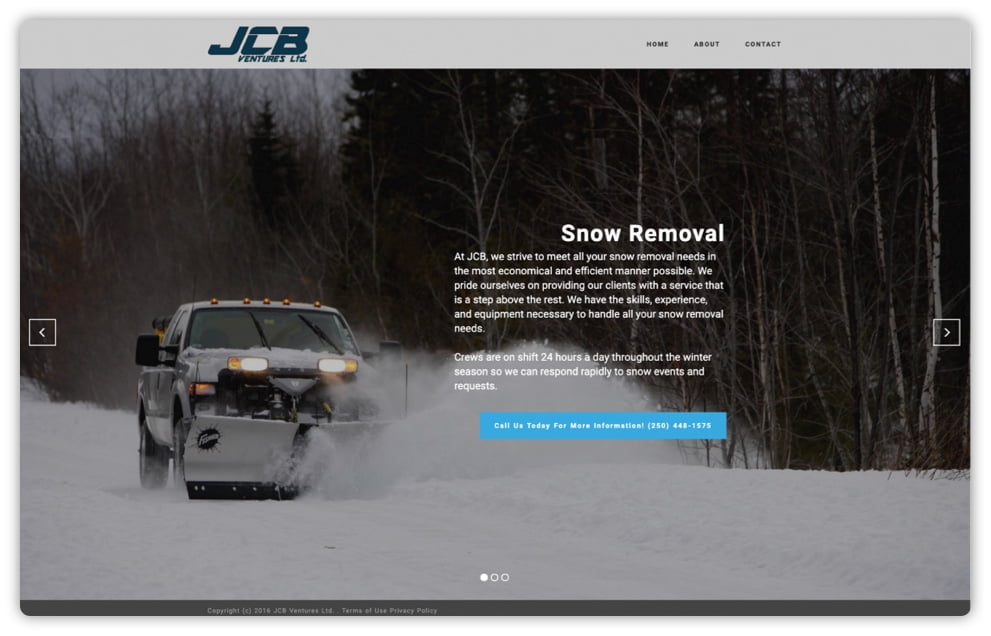 JCB
VENTURES Ltd.
HOME ABOUT CONTACT
Snow Removal
At JCB, we strive to meet all your snow removal needs in
the most economical and efficient manner possible. We
pride ourselves on providing our clients with a service that
is a step above the rest. We have the skills, experience,
and equipment necessary to handle all your snow removal
needs.
Crews are on shift 24 hours a day throughout the winter
season so we can respond rapidly to snow events and
requests.
Call Us Today For More Information! (250) 448-1575
FISHER
Copyright (c) 2016 JCB Ventures Ltd. . Terms of Use Privacy Policy